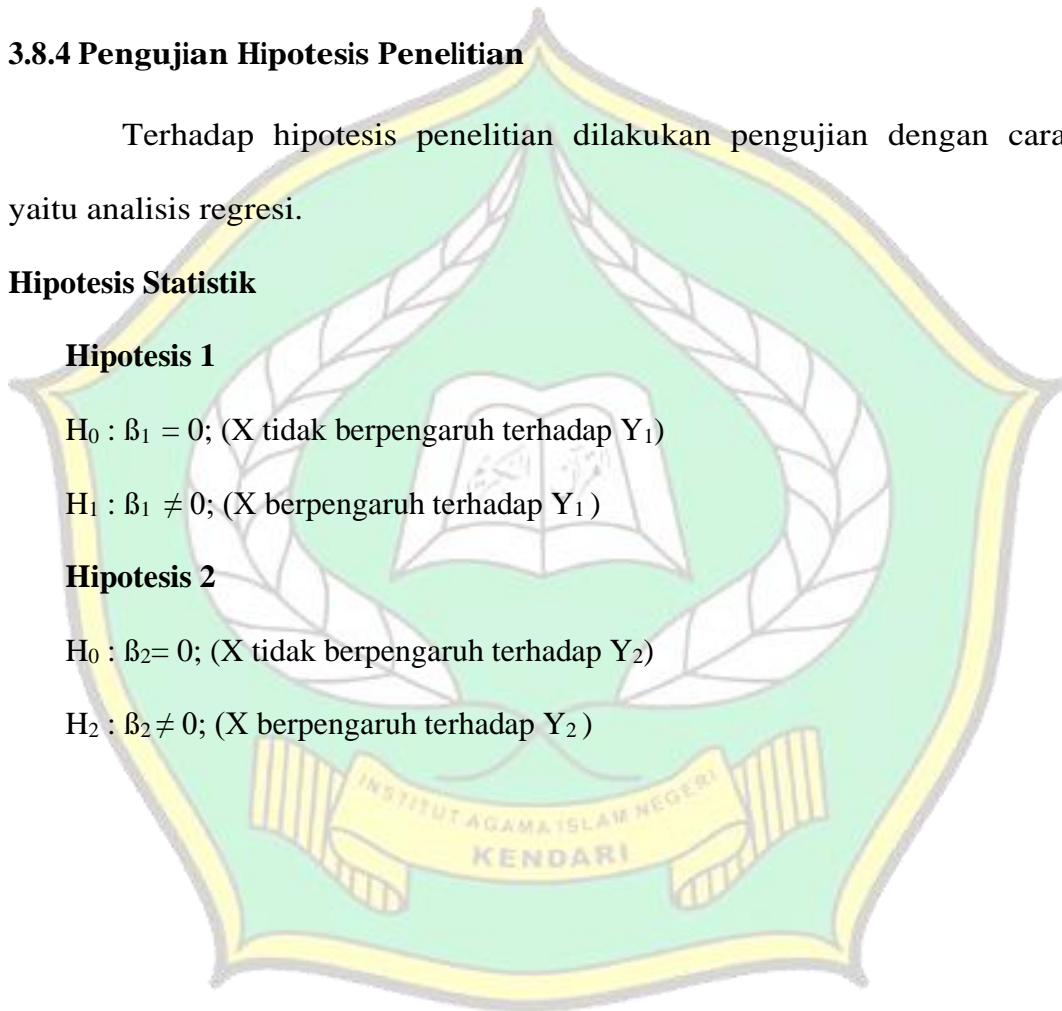 3.8.4 Pengujian Hipotesis Penelitian
Terhadap hipotesis penelitian dilakukan pengujian dengan cara
yaitu analisis regresi.
Hipotesis Statistik
Hipotesis 1
H₀ : ß₁ = 0; (X tidak berpengaruh terhadap Y₁)
H₁ : ß₁ ≠ 0; (X berpengaruh terhadap Y₁ )
Hipotesis 2
H₀ : ß₂= 0; (X tidak berpengaruh terhadap Y₂)
H₂ : ß₂ ≠ 0; (X berpengaruh terhadap Y₂ )
INSTITUT AGAMA ISLAM NEGERI
KENDARI